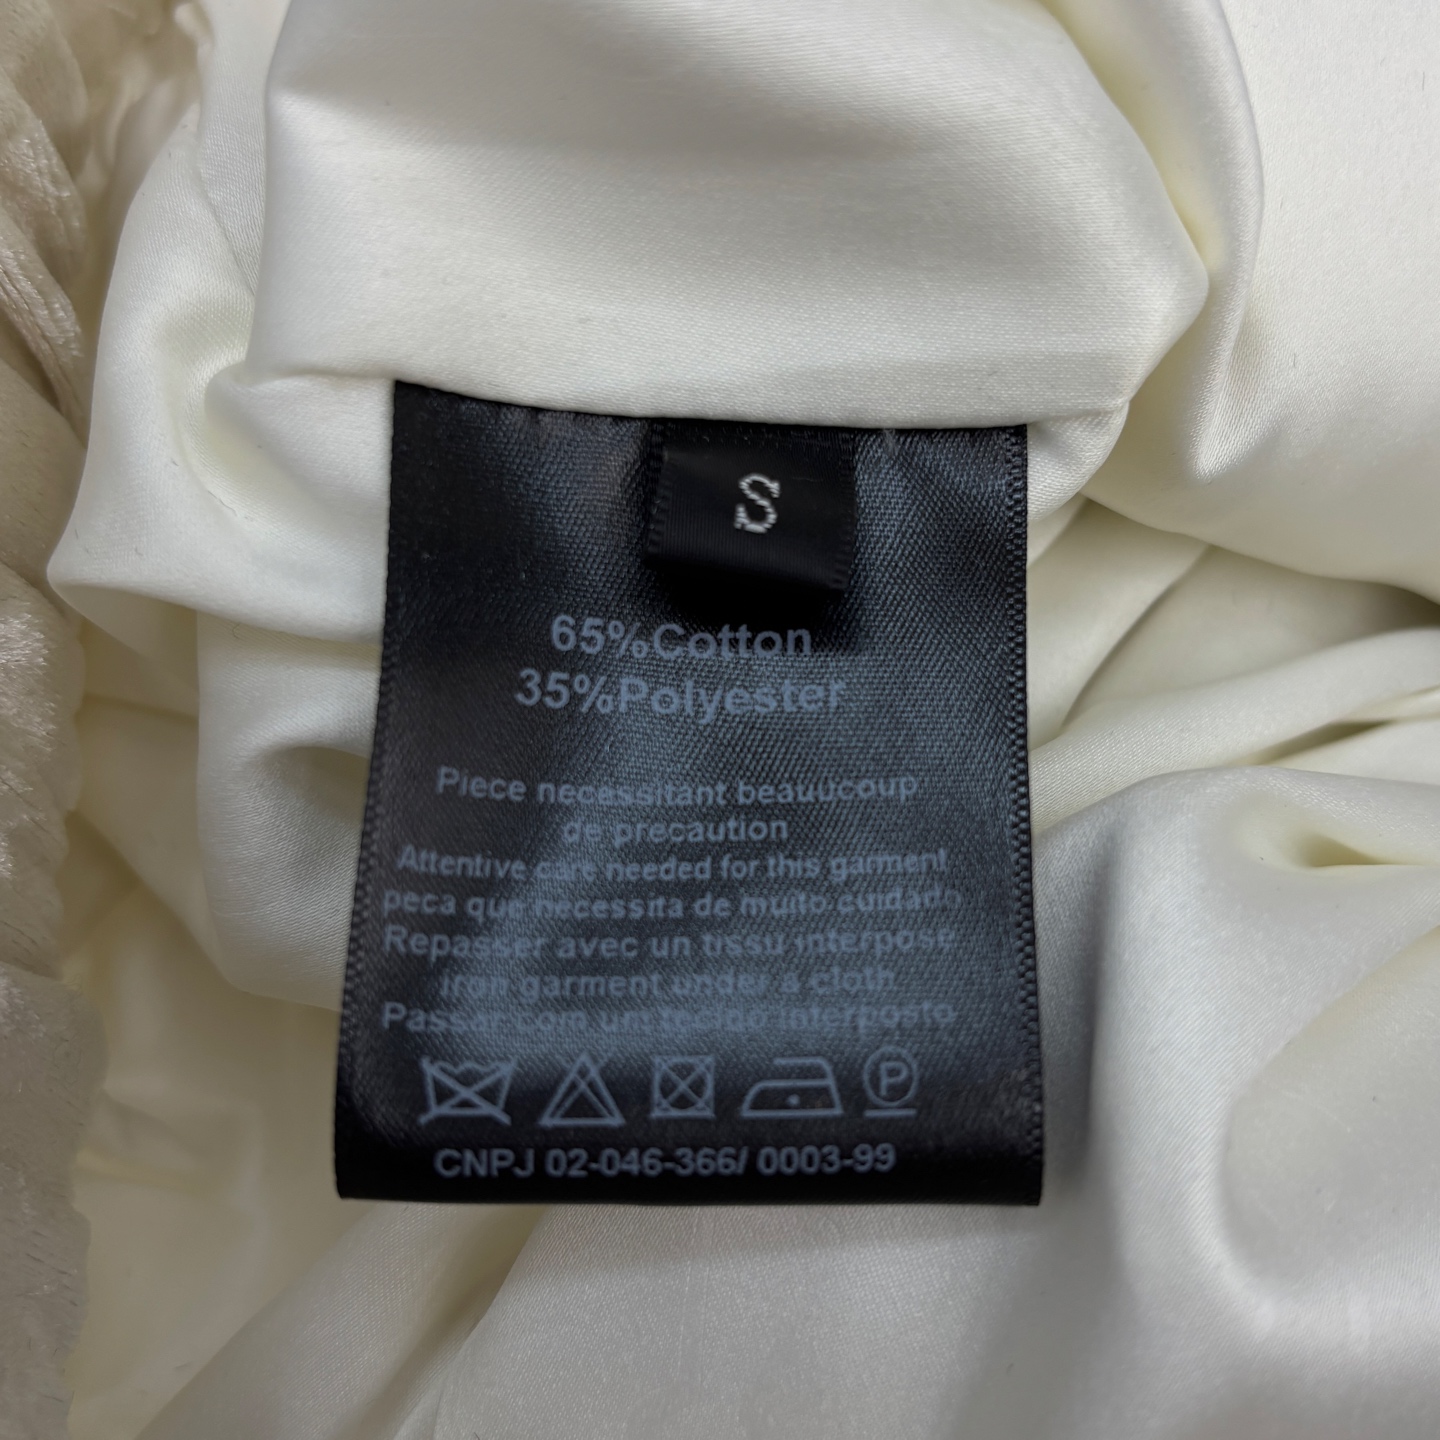 S
65%Cotton
35%Polyester
Piece necessitant beauucoup
de precaution
Attentive care needed for this garment
peca que necessita de muito cuidado
Repasser avec un tissu interpose
iron garment under a cloth
Passar com um tecido interposto
P
CNPJ 02-046-366/ 0003-99